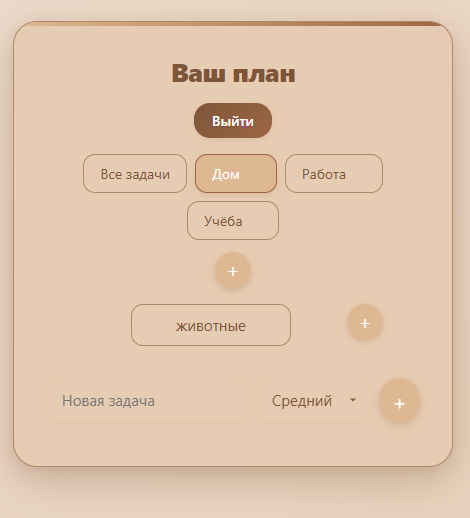 Ваш план
Выйти
Все задачи Дом Работа
Учёба
+
животные +
Новая задача Средний +